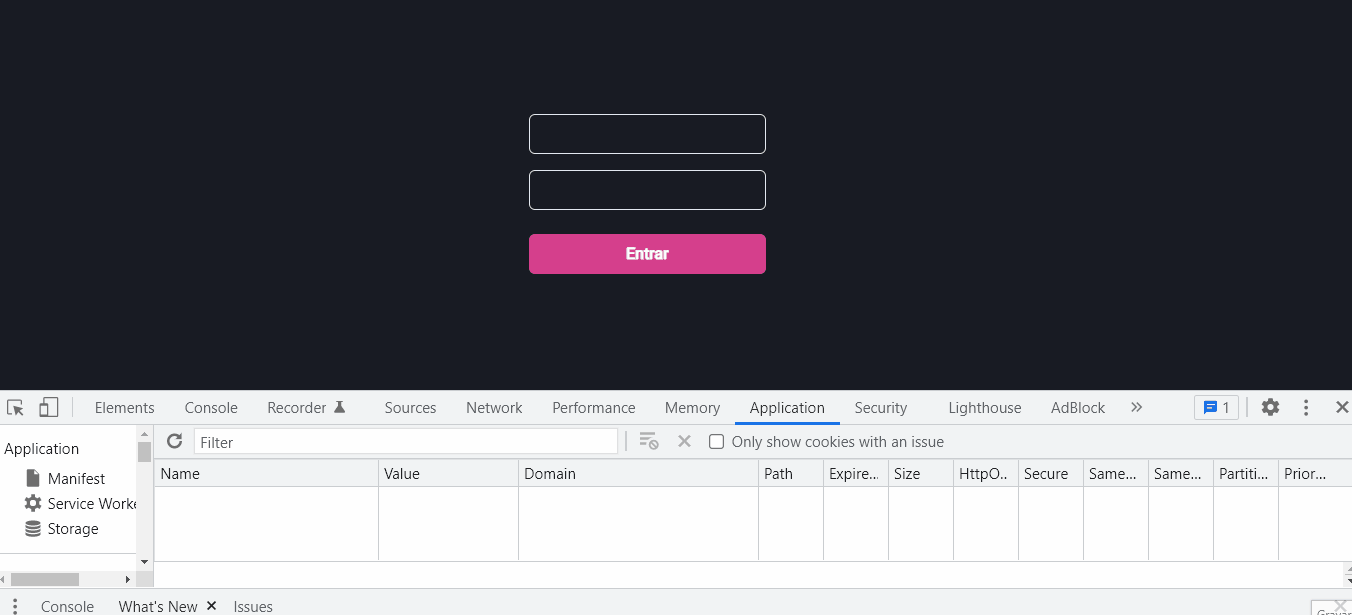 Entrar
Elements Console Recorder Sources Network Performance Memory Application Security Lighthouse AdBlock 1
Application
Filter Only show cookies with an issue
Name Value Domain Path Expire... Size HttpO.. Secure Same... Same... Partiti... Prior...
Manifest
Service Worke
Storage
Console What's New Issues